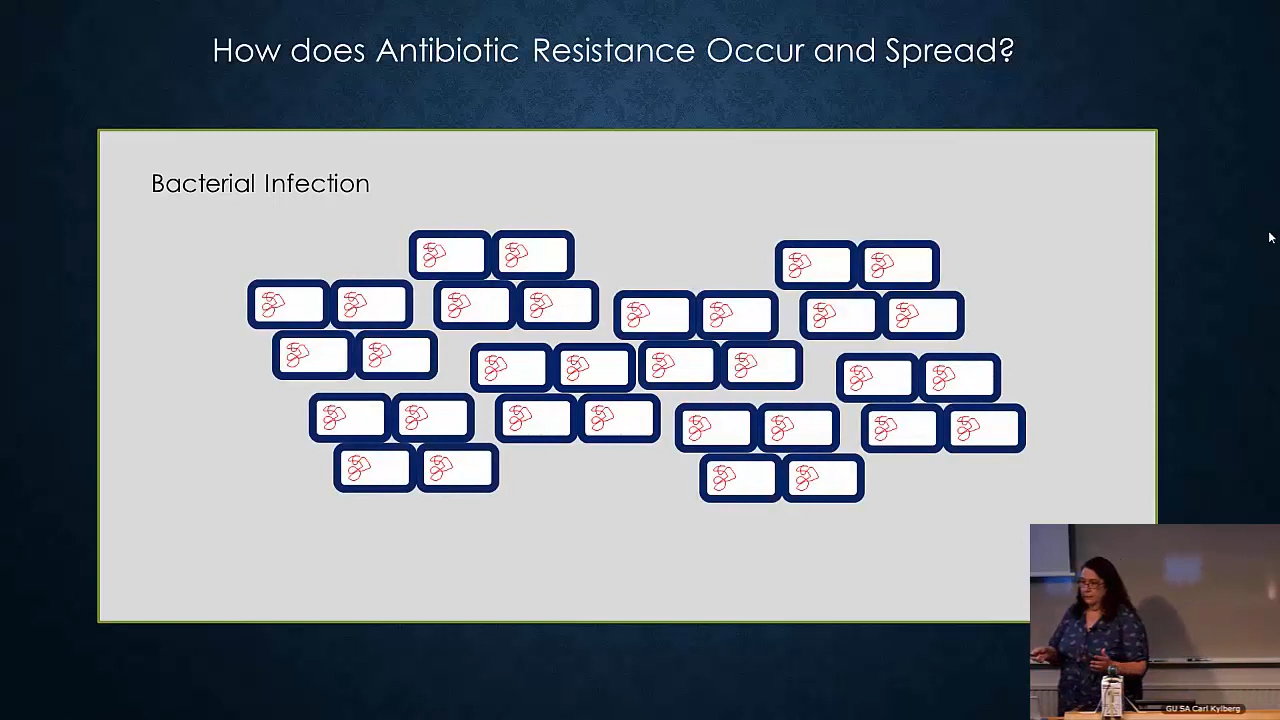 How does Antibiotic Resistance Occur and Spread?
Bacterial Infection
GU SA Carl Kylberg